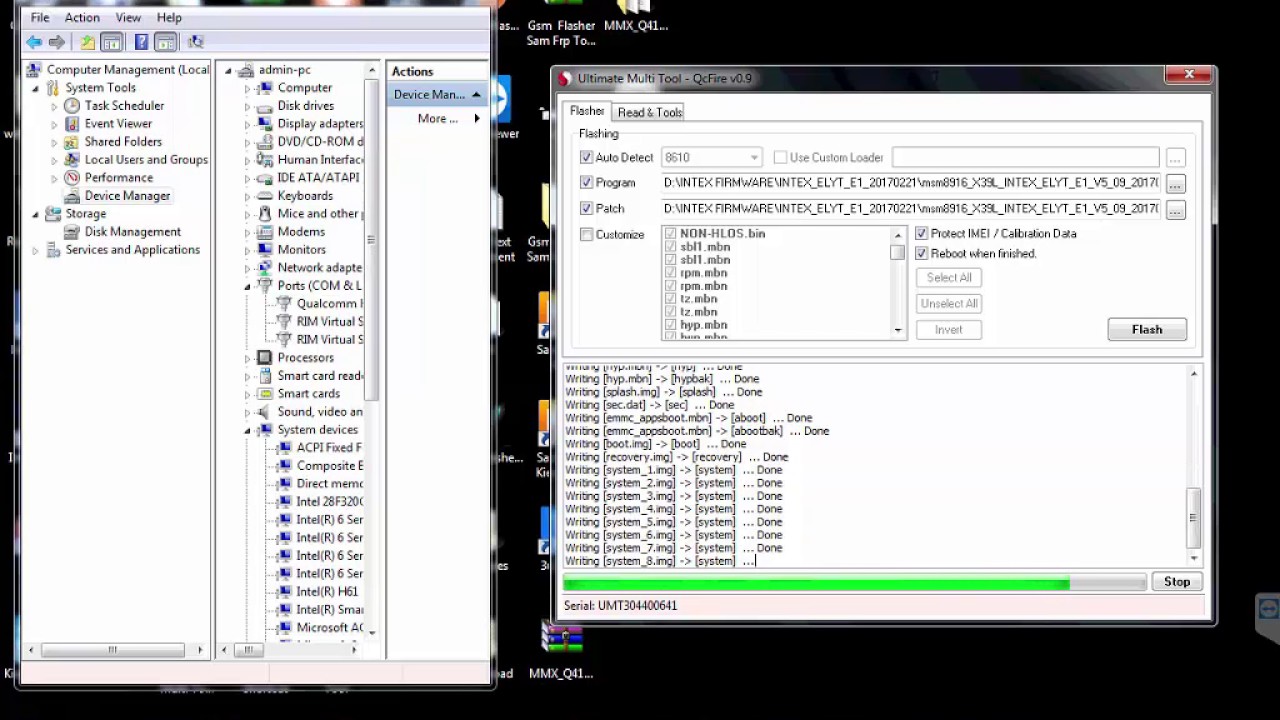 File Action View Help
Computer Management (Local
System Tools
Task Scheduler
Event Viewer
Shared Folders
Local Users and Groups
Performance
Device Manager
Storage
Disk Management
Services and Applications
admin-pc
Computer
Disk drives
Display adapters
DVD/CD-ROM d
Human Interfac
IDE ATA/ATAPI
Keyboards
Mice and other
Modems
Monitors
Network adapte
Ports (COM & L
Qualcomm
RIM Virtual S
RIM Virtual S
Processors
Smart card read
Smart cards
Sound, video an
System devices
ACPI Fixed F
Composite
Direct memo
Intel 28F320
Intel(R) 6 Ser
Intel(R) 6 Ser
Intel(R) 6 Ser
Intel(R) 6 Ser
Intel(R) H61
Intel(R) Smar
Microsoft AC
Actions
Device Man...
More ...
Gsm Flasher
Sam Frp To...
MMX_Q41...
Ultimate Multi Tool - QcFire v0.9
Flasher Read & Tools
Flashing
Auto Detect 8610 Use Custom Loader ...
Program D:\INTEX FIRMWARE\INTEX_ELYT_E1_20170221\msm8916_X39L_INTEX_ELYT_E1_V5_09_2017( ...
Patch D:\INTEX FIRMWARE\INTEX_ELYT_E1_20170221\msm8916_X39L_INTEX_ELYT_E1_V5_09_2017( ...
Customize
NON-HLOS.bin
sbl1.mbn
sbl1.mbn
rpm.mbn
rpm.mbn
tz.mbn
tz.mbn
hyp.mbn
Protect IMEI / Calibration Data
Reboot when finished.
Select All
Unselect All
Invert
Flash
Writing [hyp.mbn] -> [hyp] ... Done
Writing [hyp.mbn] -> [hypbak] ... Done
Writing [splash.img] -> [splash] ... Done
Writing [sec.dat] -> [sec] ... Done
Writing [emmc_appsboot.mbn] -> [aboot] ... Done
Writing [emmc_appsboot.mbn] -> [abootbak] ... Done
Writing [boot.img] -> [boot] ... Done
Writing [recovery.img] -> [recovery] ... Done
Writing [system_1.img] -> [system] ... Done
Writing [system_2.img] -> [system] ... Done
Writing [system_3.img] -> [system] ... Done
Writing [system_4.img] -> [system] ... Done
Writing [system_5.img] -> [system] ... Done
Writing [system_6.img] -> [system] ... Done
Writing [system_7.img] -> [system] ... Done
Writing [system_8.img] -> [system] ...
Stop
Serial: UMT304400641
MMX_Q41...